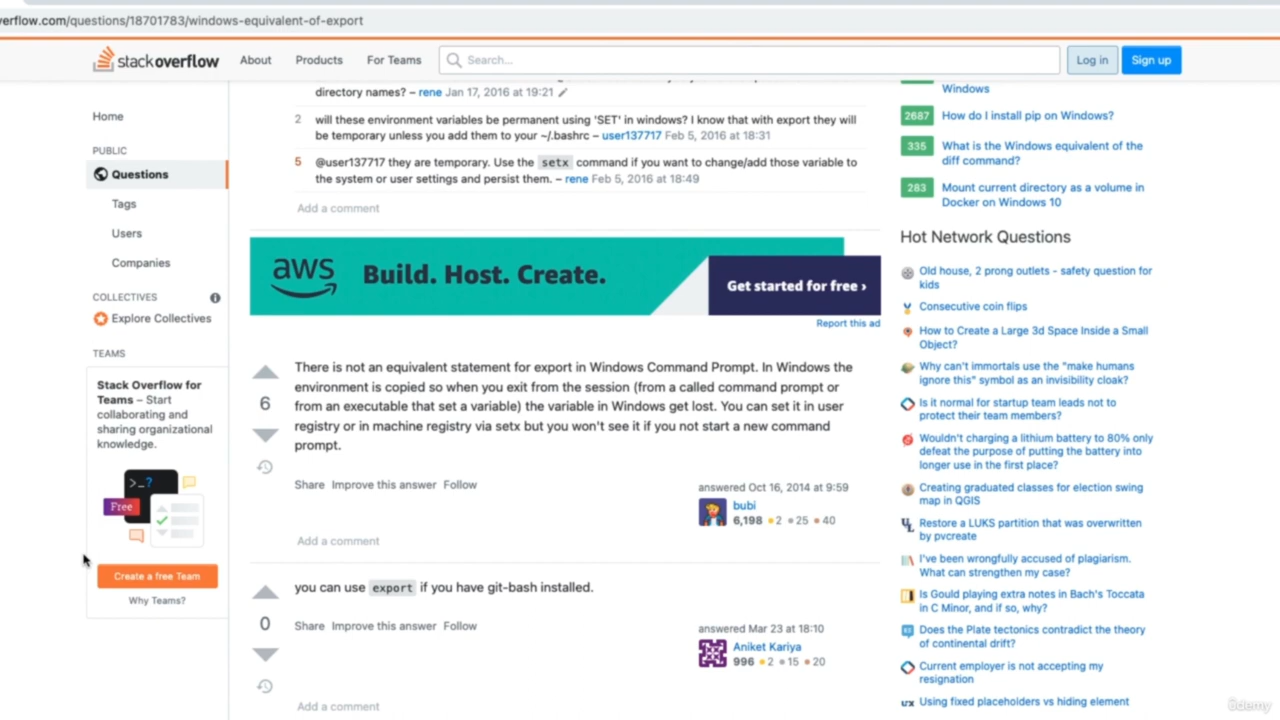 erflow.com/questions/18701783/windows-equivalent-of-export
stackoverflow
About
Products
For Teams
Search...
Log in
Sign up
Home
PUBLIC
Questions
Tags
Users
Companies
COLLECTIVES
Explore Collectives
TEAMS
Stack Overflow for
Teams – Start
collaborating and
sharing organizational
knowledge.
>_?
Free
Create a free Team
Why Teams?
directory names? – rene Jan 17, 2016 at 19:21
2 will these environment variables be permanent using 'SET' in windows? I know that with export they will
be temporary unless you add them to your ~/.bashrc – user137717 Feb 5, 2016 at 18:31
5 @user137717 they are temporary. Use the setx command if you want to change/add those variable to
the system or user settings and persist them. – rene Feb 5, 2016 at 18:49
Add a comment
aws
Build. Host. Create.
Get started for free ›
Report this ad
6
There is not an equivalent statement for export in Windows Command Prompt. In Windows the
environment is copied so when you exit from the session (from a called command prompt or
from an executable that set a variable) the variable in Windows get lost. You can set it in user
registry or in machine registry via setx but you won't see it if you not start a new command
prompt.
Share Improve this answer Follow
answered Oct 16, 2014 at 9:59
bubi
6,198 2 25 40
Add a comment
0
you can use export if you have git-bash installed.
Share Improve this answer Follow
answered Mar 23 at 18:10
Aniket Kariya
996 2 15 20
Add a comment
Windows
2687 How do I install pip on Windows?
335 What is the Windows equivalent of the
diff command?
283 Mount current directory as a volume in
Docker on Windows 10
Hot Network Questions
Old house, 2 prong outlets - safety question for
kids
Consecutive coin flips
How to Create a Large 3d Space Inside a Small
Object?
Why can't immortals use the "make humans
ignore this" symbol as an invisibility cloak?
Is it normal for startup team leads not to
protect their team members?
Wouldn't charging a lithium battery to 80% only
defeat the purpose of putting the battery into
longer use in the first place?
Creating graduated classes for election swing
map in QGIS
Restore a LUKS partition that was overwritten
by pvcreate
I've been wrongfully accused of plagiarism.
What can strengthen my case?
Is Gould playing extra notes in Bach's Toccata
in C Minor, and if so, why?
Does the Plate tectonics contradict the theory
of continental drift?
Current employer is not accepting my
resignation
Using fixed placeholders vs hiding element
ûdemy